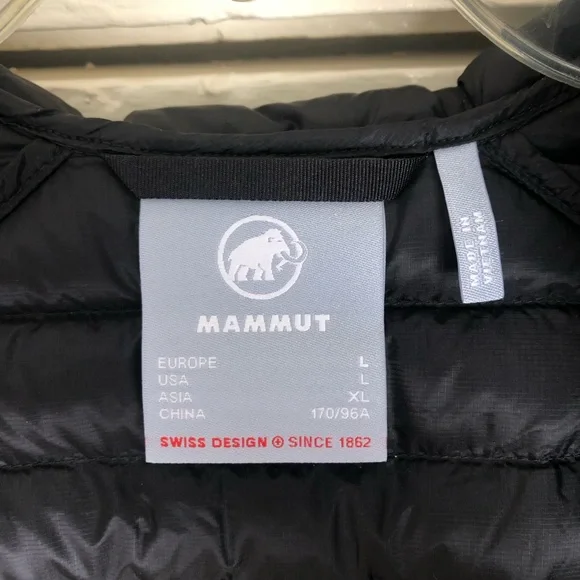 MAMMUT
EUROPE L
USA L
ASIA XL
CHINA 170/96A
SWISS DESIGN SINCE 1862
MADE IN
VIETNAM